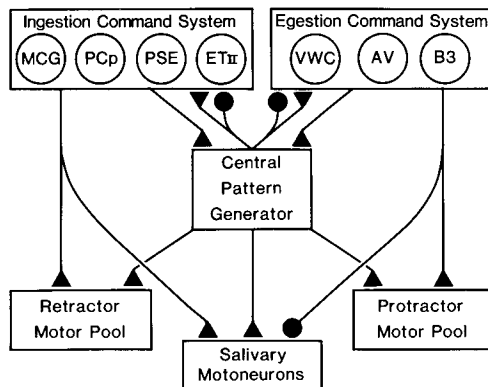 Ingestion Command System
Egestion Command System
MCG PCp PSE ETII
VWC AV B3
Central
Pattern
Generator
Retractor
Motor Pool
Protractor
Motor Pool
Salivary
Motoneurons